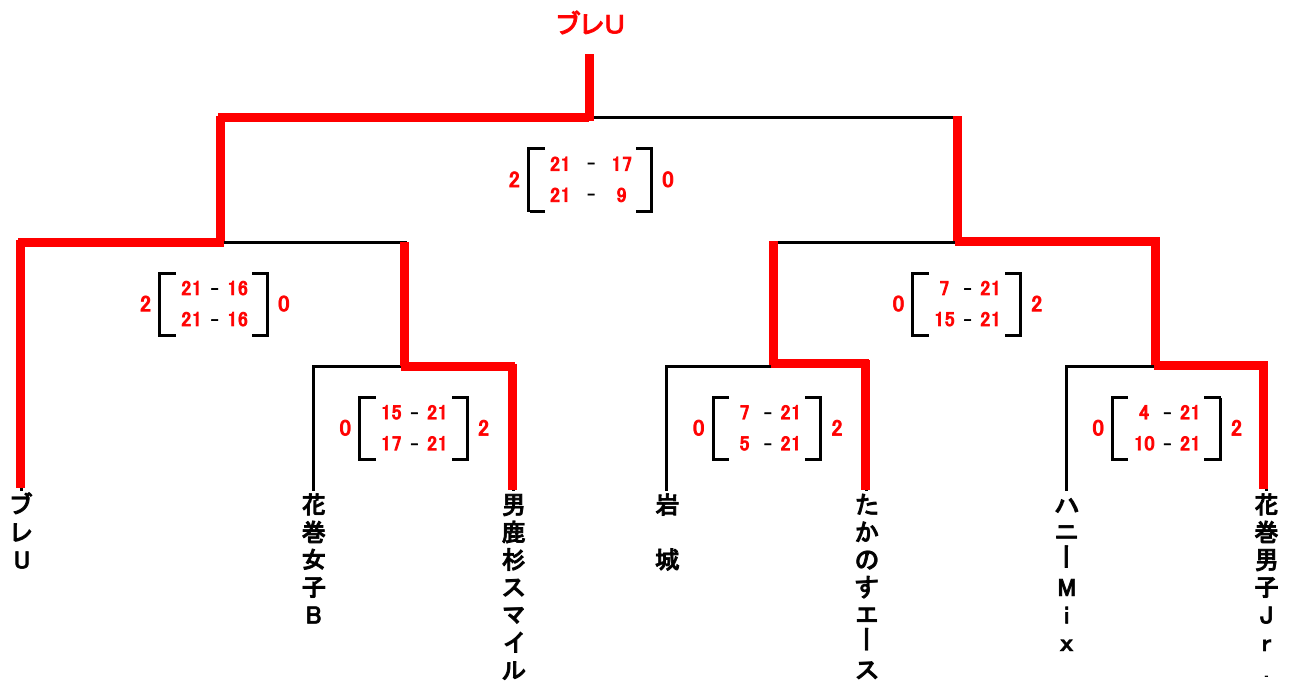 ブレU
2 21 - 17 0
21 - 9
2 21 - 16 0
21 - 16
0 7 - 21 2
15 - 21
0 15 - 21 2
17 - 21
0 7 - 21 2
5 - 21
0 4 - 21 2
10 - 21
ブレU
花巻女子B
男鹿杉スマイル
岩 城
たかのすエース
ハニーMix
花巻男子Jr.